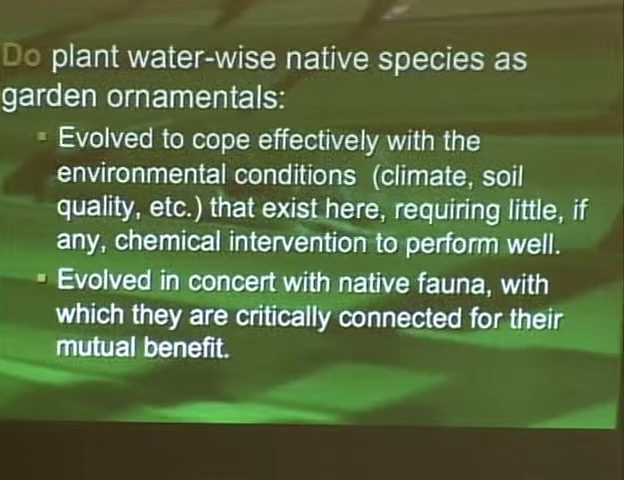 Do plant water-wise native species as
garden ornamentals:
Evolved to cope effectively with the
environmental conditions (climate, soil
quality, etc.) that exist here, requiring little, if
any, chemical intervention to perform well.
Evolved in concert with native fauna, with
which they are critically connected for their
mutual benefit.